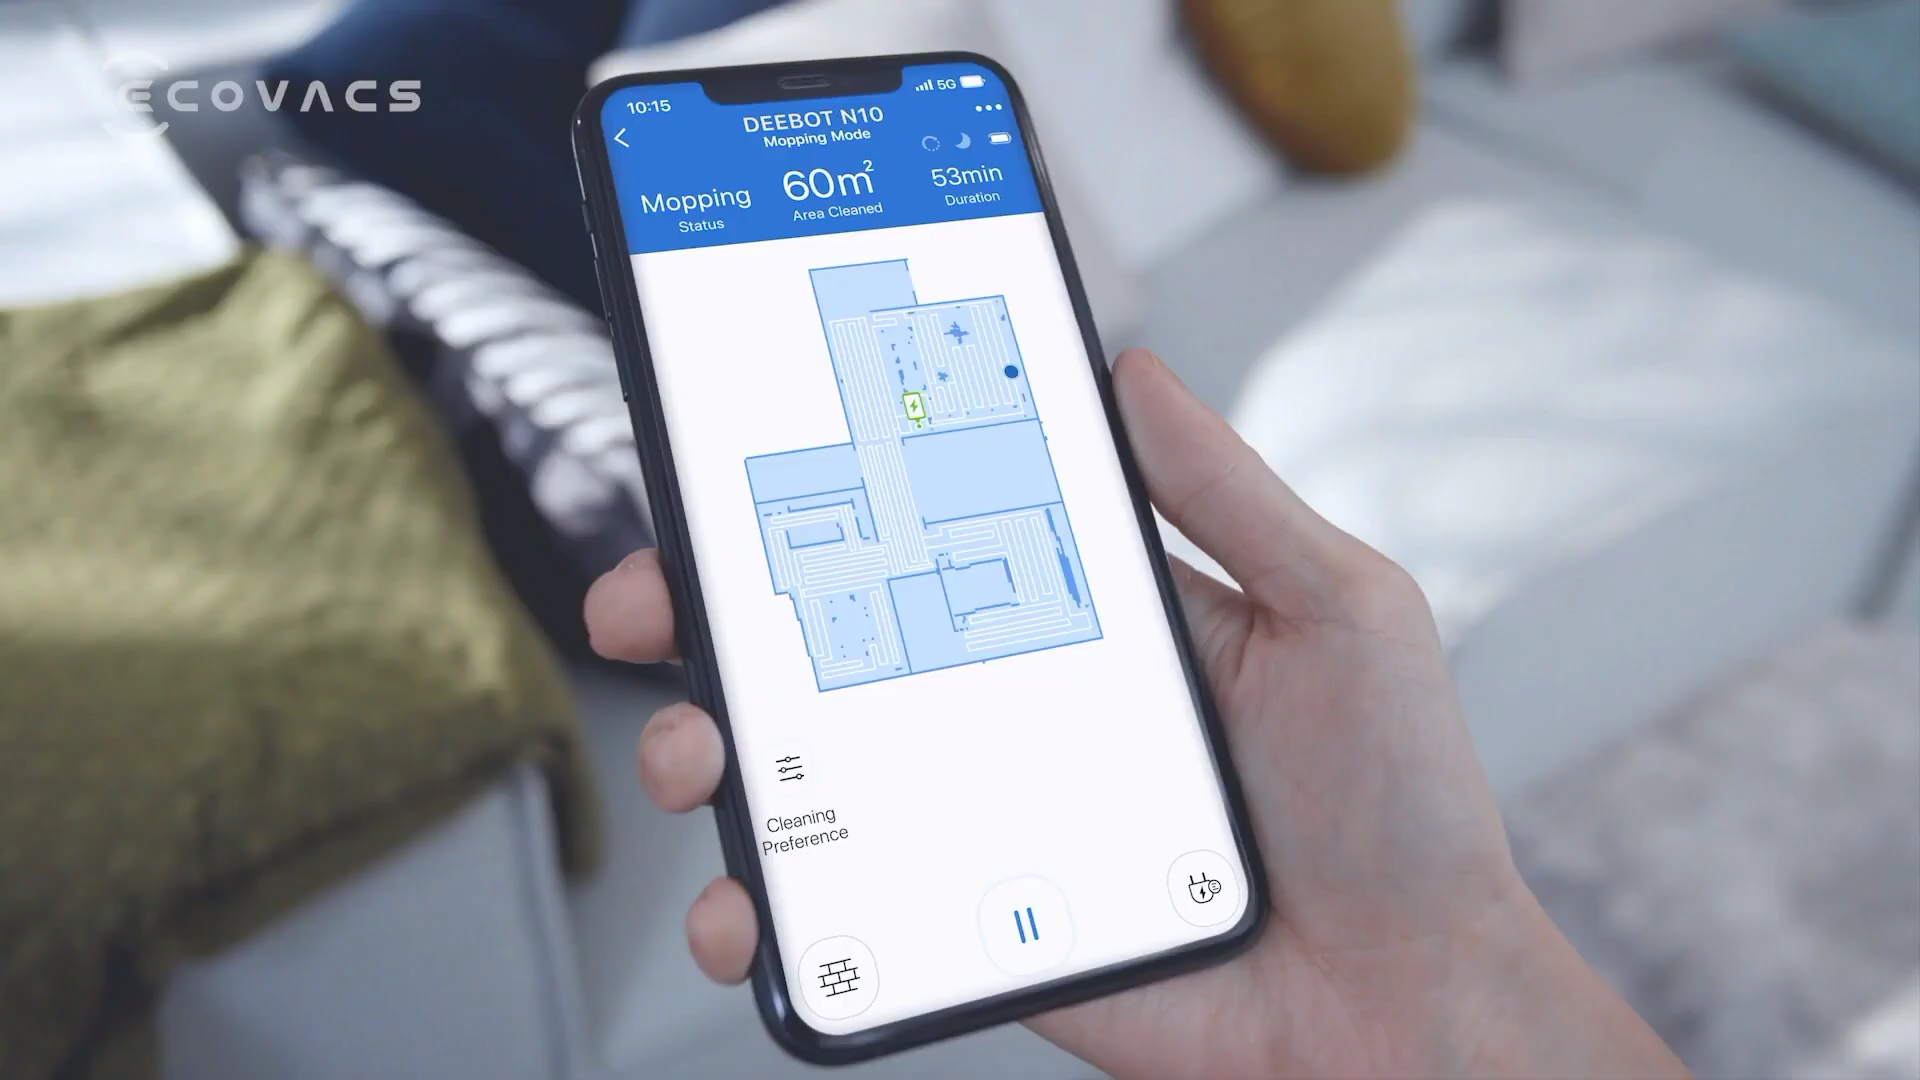 ECOVACS
10:15
5G
DEEBOT N10
Mopping Mode
Mopping
Status
60m²
Area Cleaned
53min
Duration
Cleaning
Preference